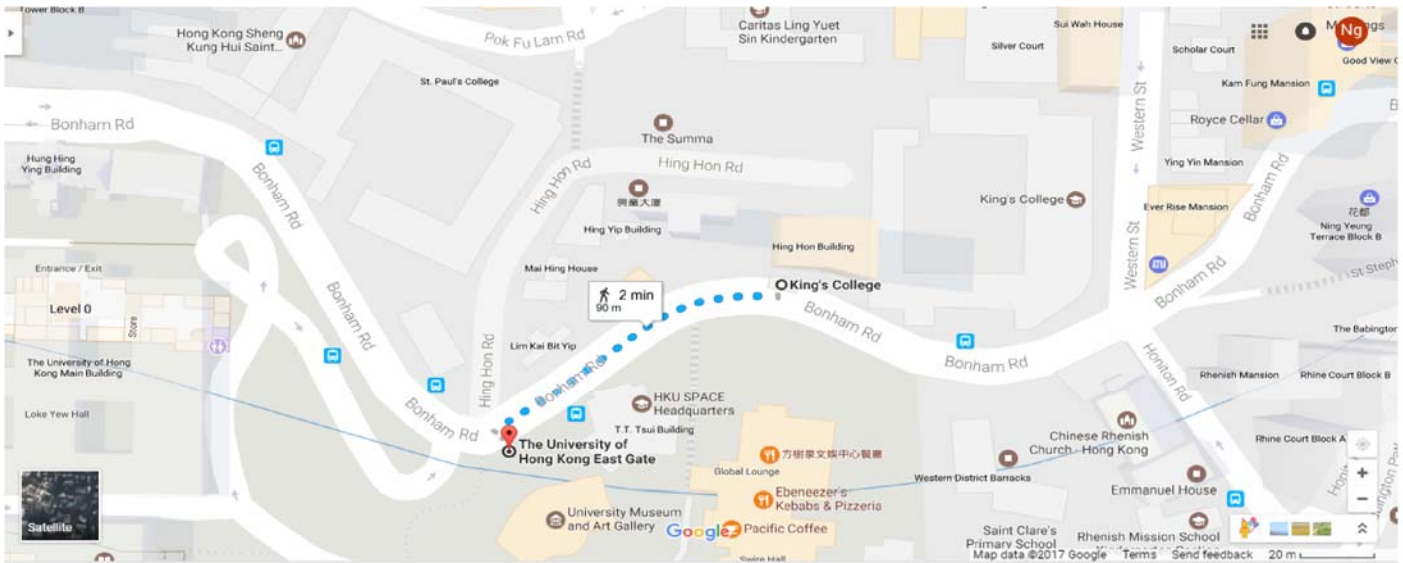 Tower Block B
Hong Kong Sheng
Kung Hui Saint...
Pok Fu Lam Rd
Caritas Ling Yuet
Sin Kindergarten
Sui Wah House
Silver Court
Scholar Court
Ng
Good View
Kam Fung Mansion
St. Paul's College
Bonham Rd
The Summa
Western St
Royce Cellar
Hung Hing
Ying Building
Hing Hon Rd
Hing Hon Rd
Ying Yin Mansion
Bonham Rd
興業大廈
King's College
Ever Rise Mansion
Bonham Rd
花都
Ning Yeung
Terrace Block B
Hing Yip Building
Hing Hon Building
Western St
Entrance / Exit
Mai Hing House
ATM
Bonham Rd
2 min
90 m
King's College
Level 0
Store
Bonham Rd
Bonham Rd
The Babington
Lim Kai Bit Yip
Hing Hon Rd
Bonham Rd
The University of Hong
Kong Main Building
Bonham Rd
Honiton Rd
Rhenish Mansion
Rhine Court Block B
Loke Yew Hall
Bonham Rd
HKU SPACE
Headquarters
T.T. Tsui Building
The University of
Hong Kong East Gate
Chinese Rhenish
Church - Hong Kong
Rhine Court Block A
Global Lounge
Western District Barracks
Ebeneezer's
Kebabs & Pizzeria
Emmanuel House
University Museum
and Art Gallery
Google
Pacific Coffee
Satellite
Saint Clare's
Primary School
Rhenish Mission School
Swire Hall
Map data ©2017 Google
Terms
Send feedback
20 m